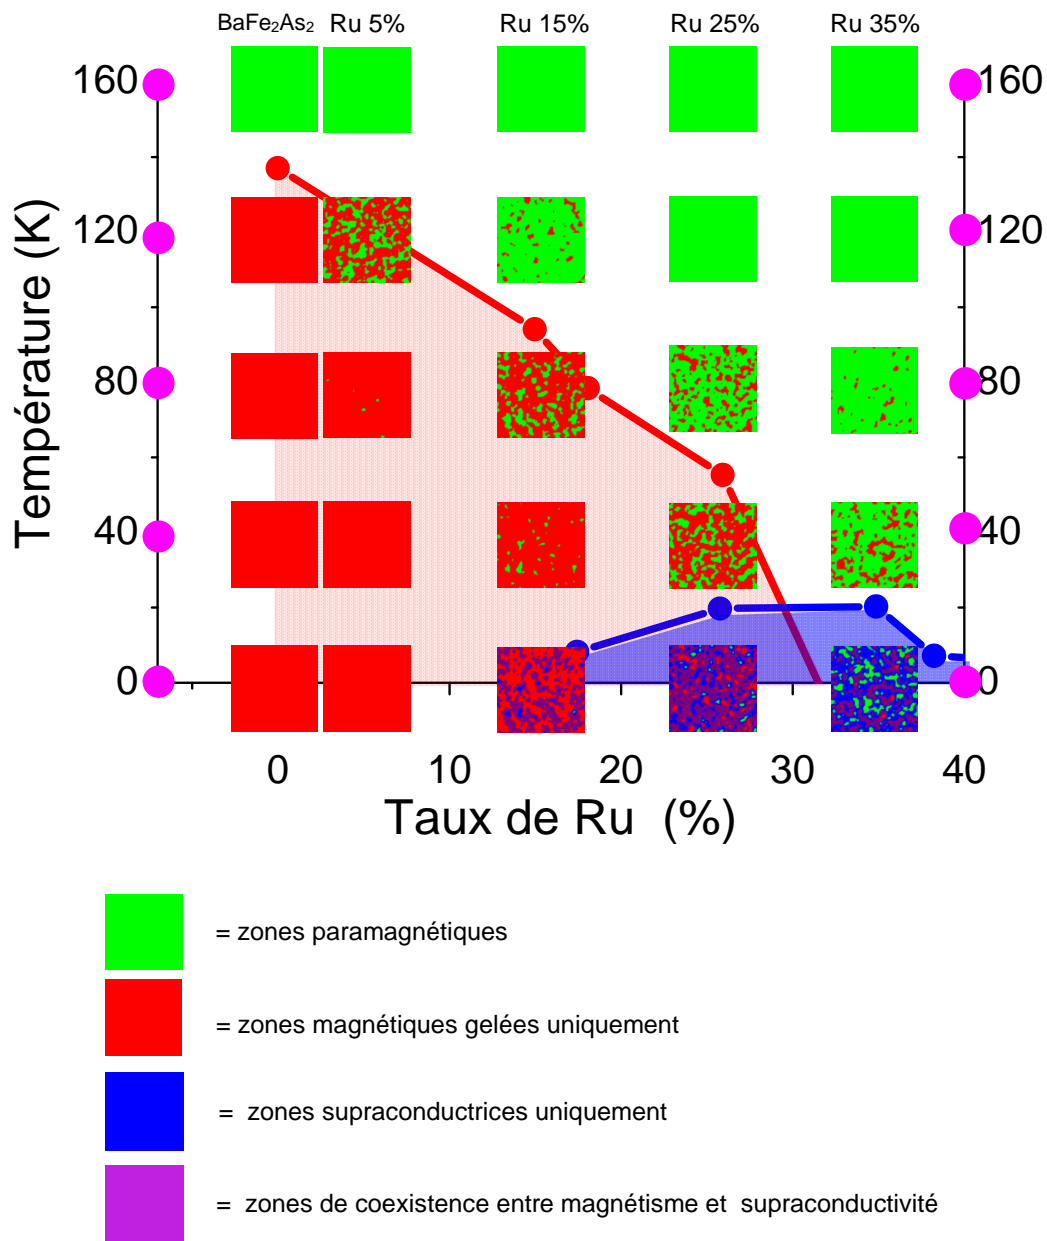 BaFe₂As₂ Ru 5% Ru 15% Ru 25% Ru 35%
160 160
120 120
80 80
40 40
0 0
Température (K)
0 10 20 30 40
Taux de Ru (%)
= zones paramagnétiques
= zones magnétiques gelées uniquement
= zones supraconductrices uniquement
= zones de coexistence entre magnétisme et supraconductivité